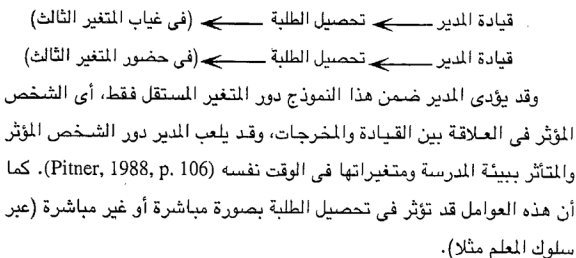 قيادة المدير ← تحصيل الطلبة ← (فى غياب المتغير الثالث)
قيادة المدير ← تحصيل الطلبة ← (فى حضور المتغير الثالث)
وقد يؤدى المدير ضمن هذا النموذج دور المتغير المستقل فقط، أى الشخص
المؤثر فى العلاقة بين القيادة والمخرجات، وقد يلعب المدير دور الشخص المؤثر
والمتأثر ببيئة المدرسة ومتغيراتها فى الوقت نفسه (Pitner, 1988, p. 106). كما
أن هذه العوامل قد تؤثر فى تحصيل الطلبة بصورة مباشرة أو غير مباشرة (عبر
سلوك المعلم مثلا).